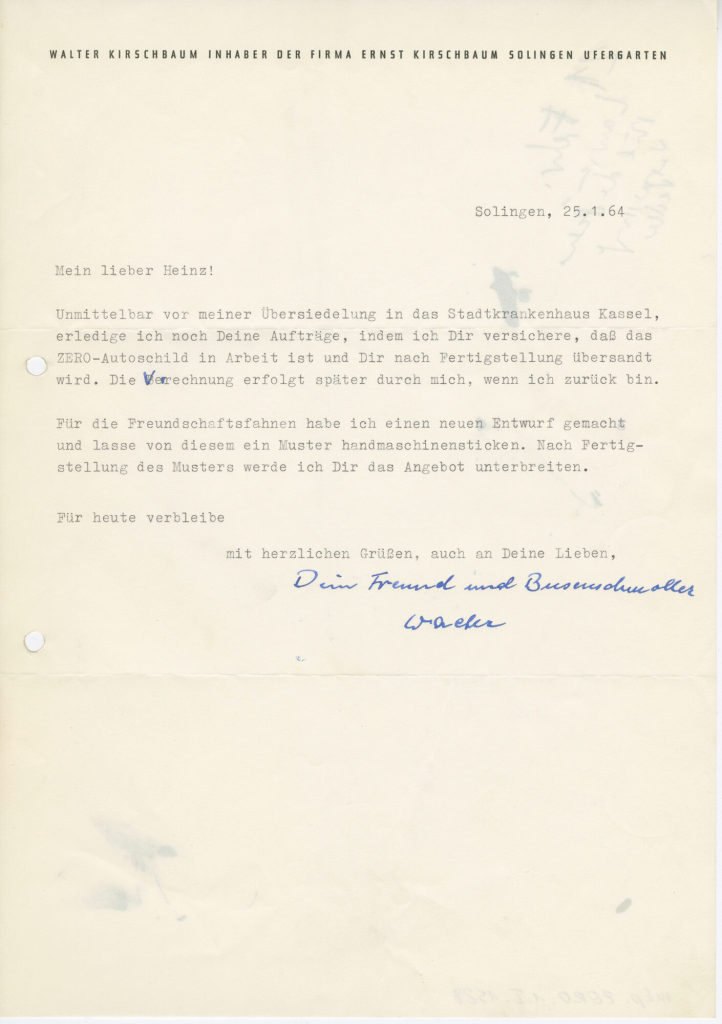 WALTER KIRSCHBAUM INHABER DER FIRMA ERNST KIRSCHBAUM SOLINGEN UFERGARTEN
Solingen, 25.1.64
Mein lieber Heinz!
Unmittelbar vor meiner Übersiedelung in das Stadtkrankenhaus Kassel,
erledige ich noch Deine Aufträge, indem ich Dir versichere, daß das
ZERO-Autoschild in Arbeit ist und Dir nach Fertigstellung übersandt
wird. Die Verrechnung erfolgt später durch mich, wenn ich zurück bin.
Für die Freundschaftsfahnen habe ich einen neuen Entwurf gemacht
und lasse von diesem ein Muster handmaschinensticken. Nach Fertig-
stellung des Musters werde ich Dir das Angebot unterbreiten.
Für heute verbleibe
mit herzlichen Grüßen, auch an Deine Lieben,
Dein Freund und
Walter